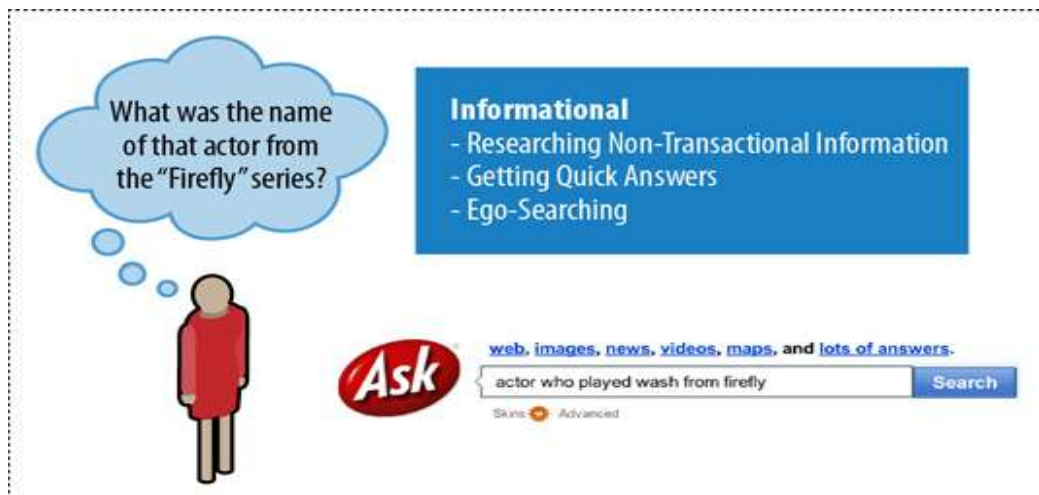 What was the name
of that actor from
the “Firefly” series?
Informational
- Researching Non-Transactional Information
- Getting Quick Answers
- Ego-Searching
web, images, news, videos, maps, and lots of answers.
Ask
actor who played wash from firefly
Search
Skins Advanced